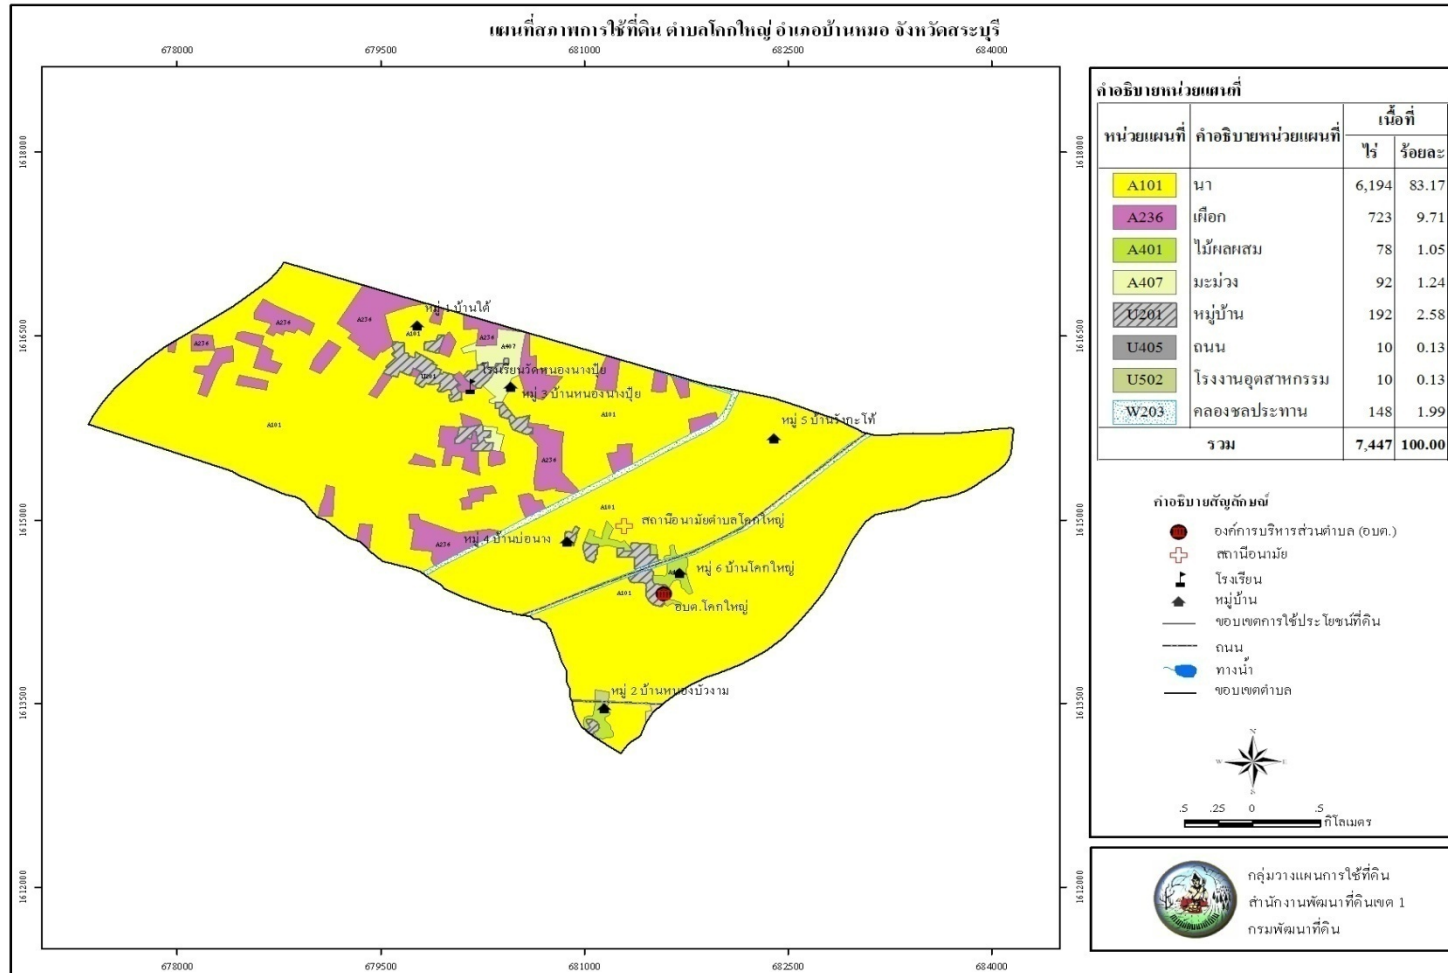 แผนที่สภาพการใช้ที่ดิน ตำบลโคกใหญ่ อำเภอบ้านหมอ จังหวัดสระบุรี
678000 679500 681000 682500 684000
1618000 1618000
1616500 1616500
1615000 1615000
1613500 1613500
1612000 1612000
678000 679500 681000 682500 684000
หมู่ 1 บ้านใต้
A234 A234 A101 A234
A234 A407
U201 โรงเรียนวัดหนองนางปุ๋ย
หมู่ 3 บ้านหนองนางปุ๋ย
A101 A101
หมู่ 5 บ้านรังกะโท้
A234
A101 สถานีอนามัยตำบลโคกใหญ่
A234 หมู่ 4 บ้านบ่อนาง
หมู่ 6 บ้านโคกใหญ่
A101 อบต.โคกใหญ่
หมู่ 2 บ้านหนองบัวงาม
คำอธิบายหน่วยแผนที่
หน่วยแผนที่ คำอธิบายหน่วยแผนที่ เนื้อที่
ไร่ ร้อยละ
A101 นา 6,194 83.17
A236 เผือก 723 9.71
A401 ไม้ผลผสม 78 1.05
A407 มะม่วง 92 1.24
U201 หมู่บ้าน 192 2.58
U405 ถนน 10 0.13
U502 โรงงานอุตสาหกรรม 10 0.13
W203 คลองชลประทาน 148 1.99
รวม 7,447 100.00
คำอธิบายสัญลักษณ์
องค์การบริหารส่วนตำบล (อบต.)
สถานีอนามัย
โรงเรียน
หมู่บ้าน
ขอบเขตการใช้ประโยชน์ที่ดิน
ถนน
ทางน้ำ
ขอบเขตตำบล
N
W E
S
.5 .25 0 .5
กิโลเมตร
กลุ่มวางแผนการใช้ที่ดิน
สำนักงานพัฒนาที่ดินเขต 1
กรมพัฒนาที่ดิน